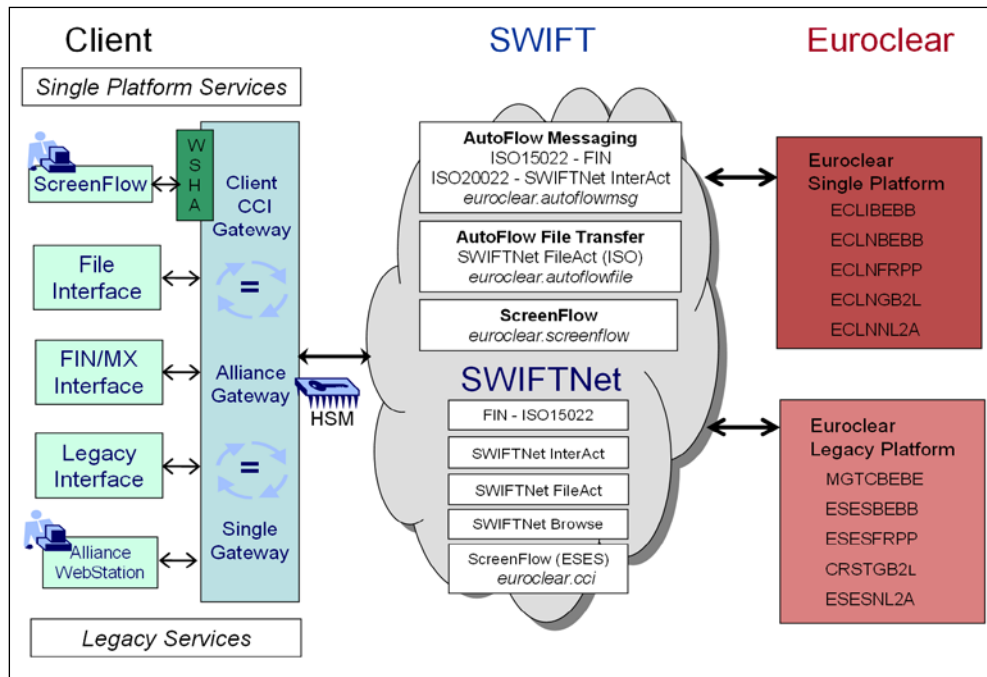 Client
SWIFT
Euroclear
Single Platform Services
ScreenFlow
WSHA
Client
CCI
Gateway
File
Interface
=
FIN/MX
Interface
Alliance
Gateway
HSM
Legacy
Interface
=
Single
Gateway
Alliance
WebStation
Legacy Services
AutoFlow Messaging
ISO15022 - FIN
ISO20022 - SWIFTNet InterAct
euroclear.autoflowmsg
AutoFlow File Transfer
SWIFTNet FileAct (ISO)
euroclear.autoflowfile
ScreenFlow
euroclear.screenflow
SWIFTNet
FIN - ISO15022
SWIFTNet InterAct
SWIFTNet FileAct
SWIFTNet Browse
ScreenFlow (ESES)
euroclear.cci
Euroclear
Single Platform
ECLIBEBB
ECLNBEBB
ECLNFRPP
ECLNGB2L
ECLNNL2A
Euroclear
Legacy Platform
MGTCBEBE
ESESBEBB
ESESFRPP
CRSTGB2L
ESESNL2A